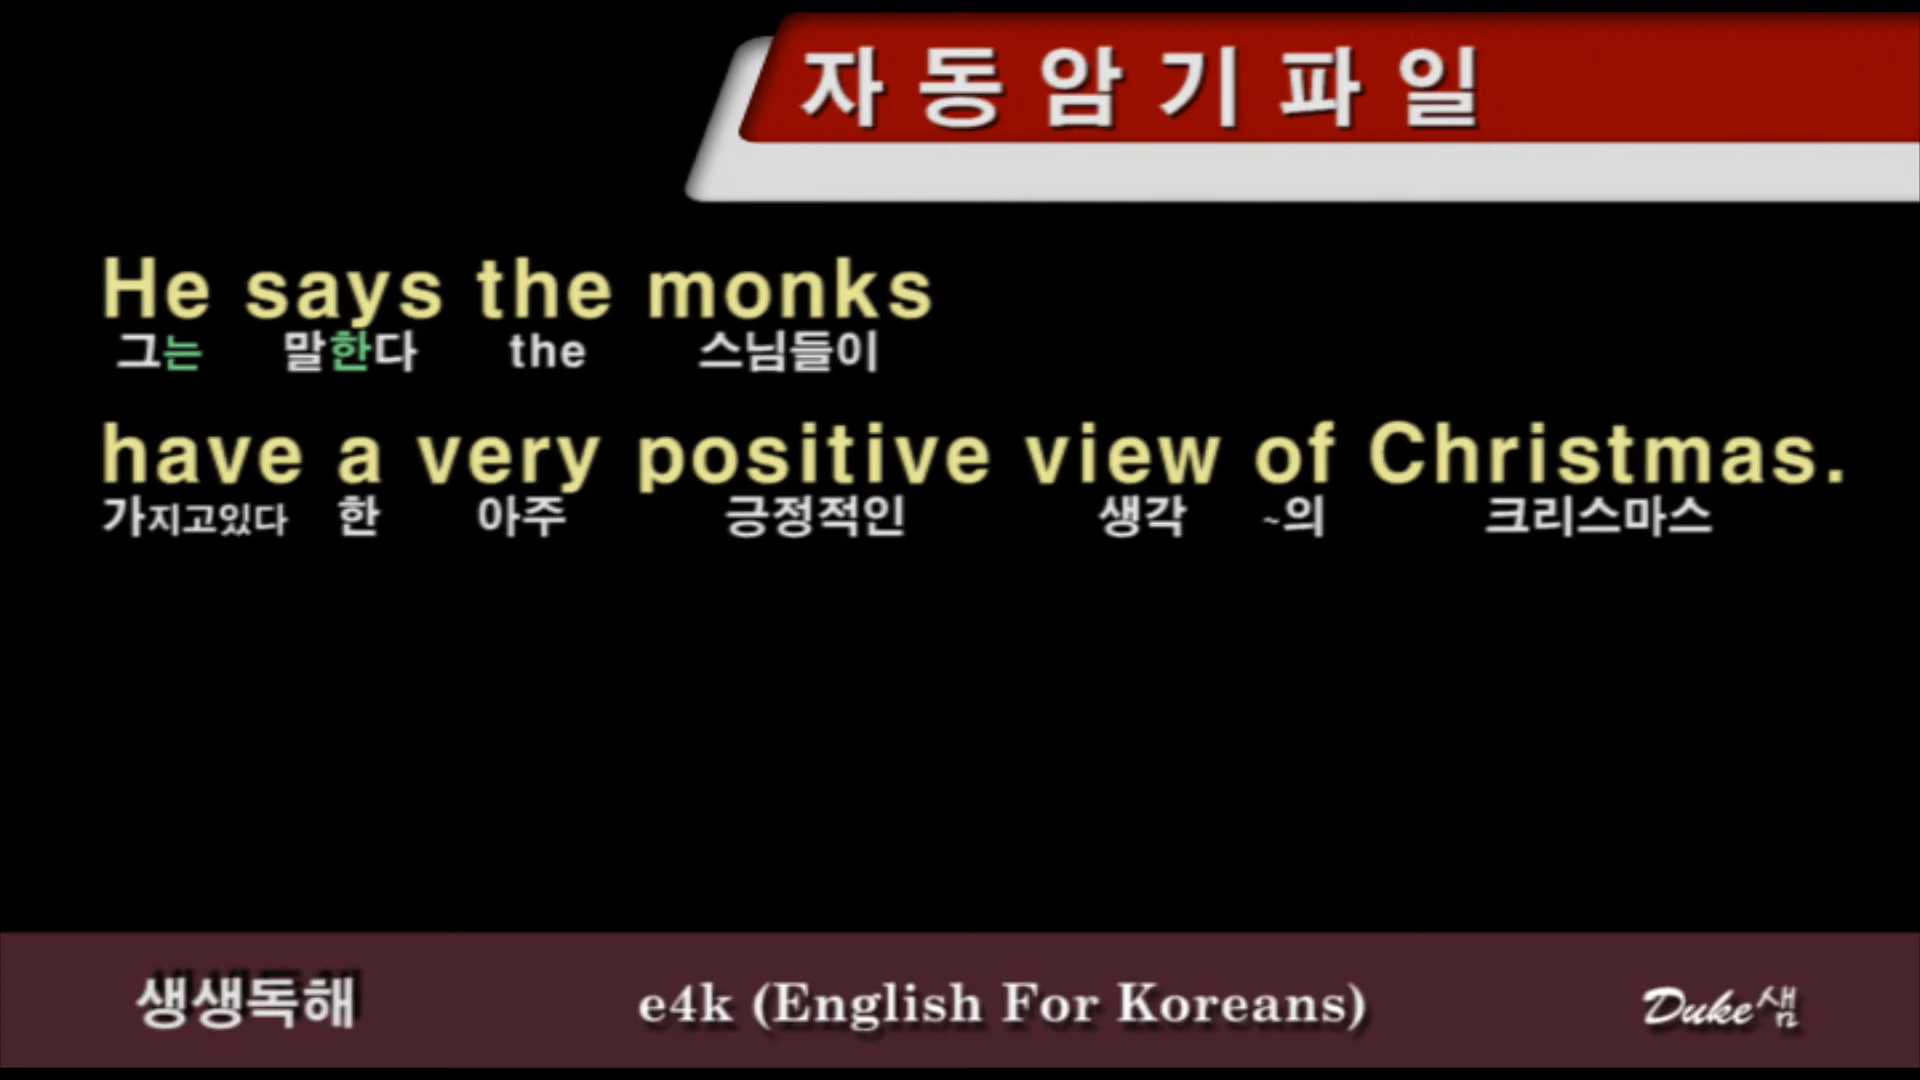 자동암기파일
He says the monks
그는 말한다 the 스님들이
have a very positive view of Christmas.
가지고있다 한 아주 긍정적인 생각 ~의 크리스마스
생생독해 e4k (English For Koreans) Duke샘